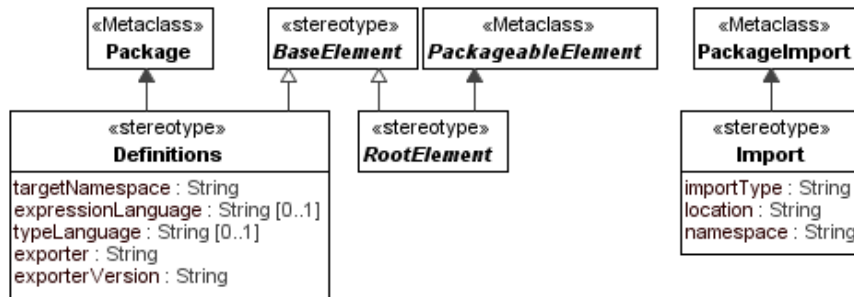 «Metaclass»
Package
«stereotype»
BaseElement
«Metaclass»
PackageableElement
«Metaclass»
PackageImport
«stereotype»
Definitions
targetNamespace : String
expressionLanguage : String [0..1]
typeLanguage : String [0..1]
exporter : String
exporterVersion : String
«stereotype»
RootElement
«stereotype»
Import
importType : String
location : String
namespace : String